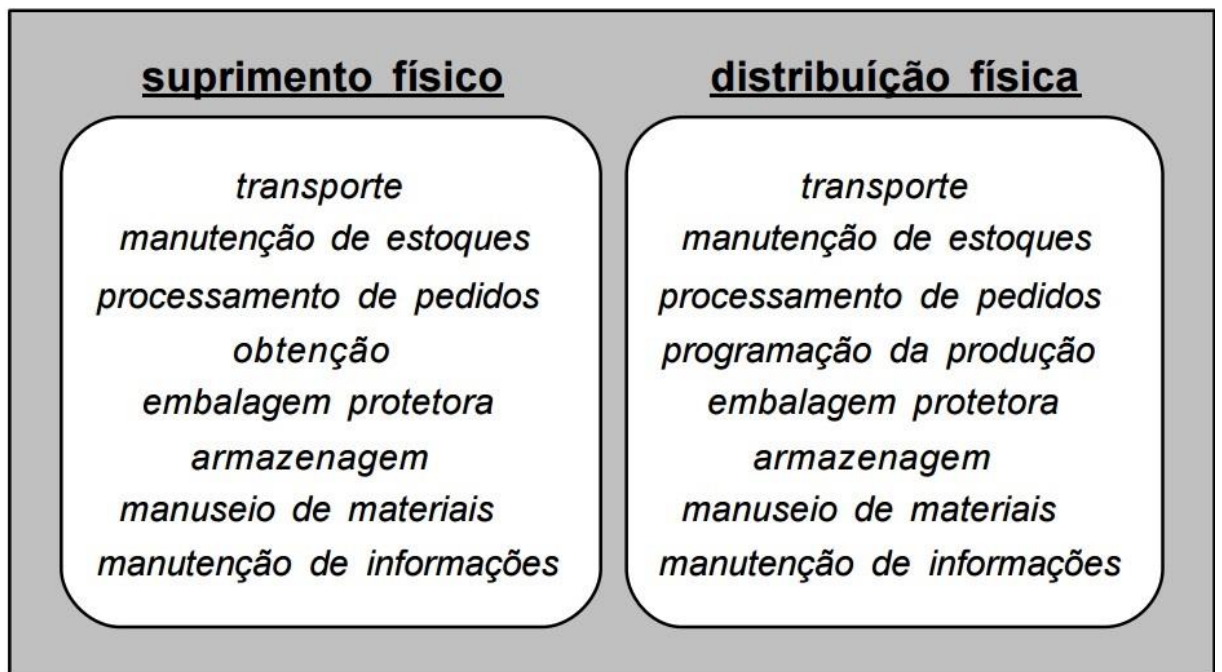 suprimento físico
transporte
manutenção de estoques
processamento de pedidos
obtenção
embalagem protetora
armazenagem
manuseio de materiais
manutenção de informações
distribuíção física
transporte
manutenção de estoques
processamento de pedidos
programação da produção
embalagem protetora
armazenagem
manuseio de materiais
manutenção de informações